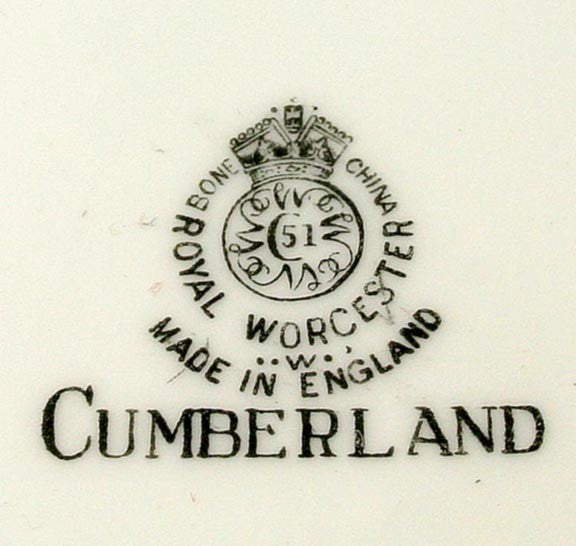 BONE CHINA
C 51
ROYAL WORCESTER
W
MADE IN ENGLAND
CUMBERLAND